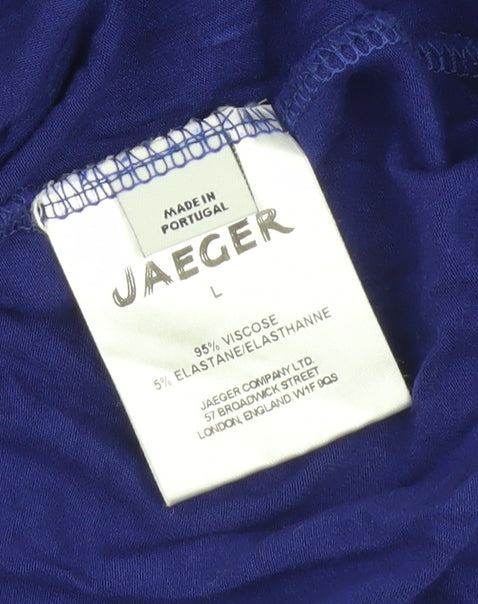 MADE IN
PORTUGAL
JAEGER
L
95% VISCOSE
5% ELASTANE/ELASTHANNE
JAEGER COMPANY LTD.
57 BROADWICK STREET
LONDON, ENGLAND W1F 9QS